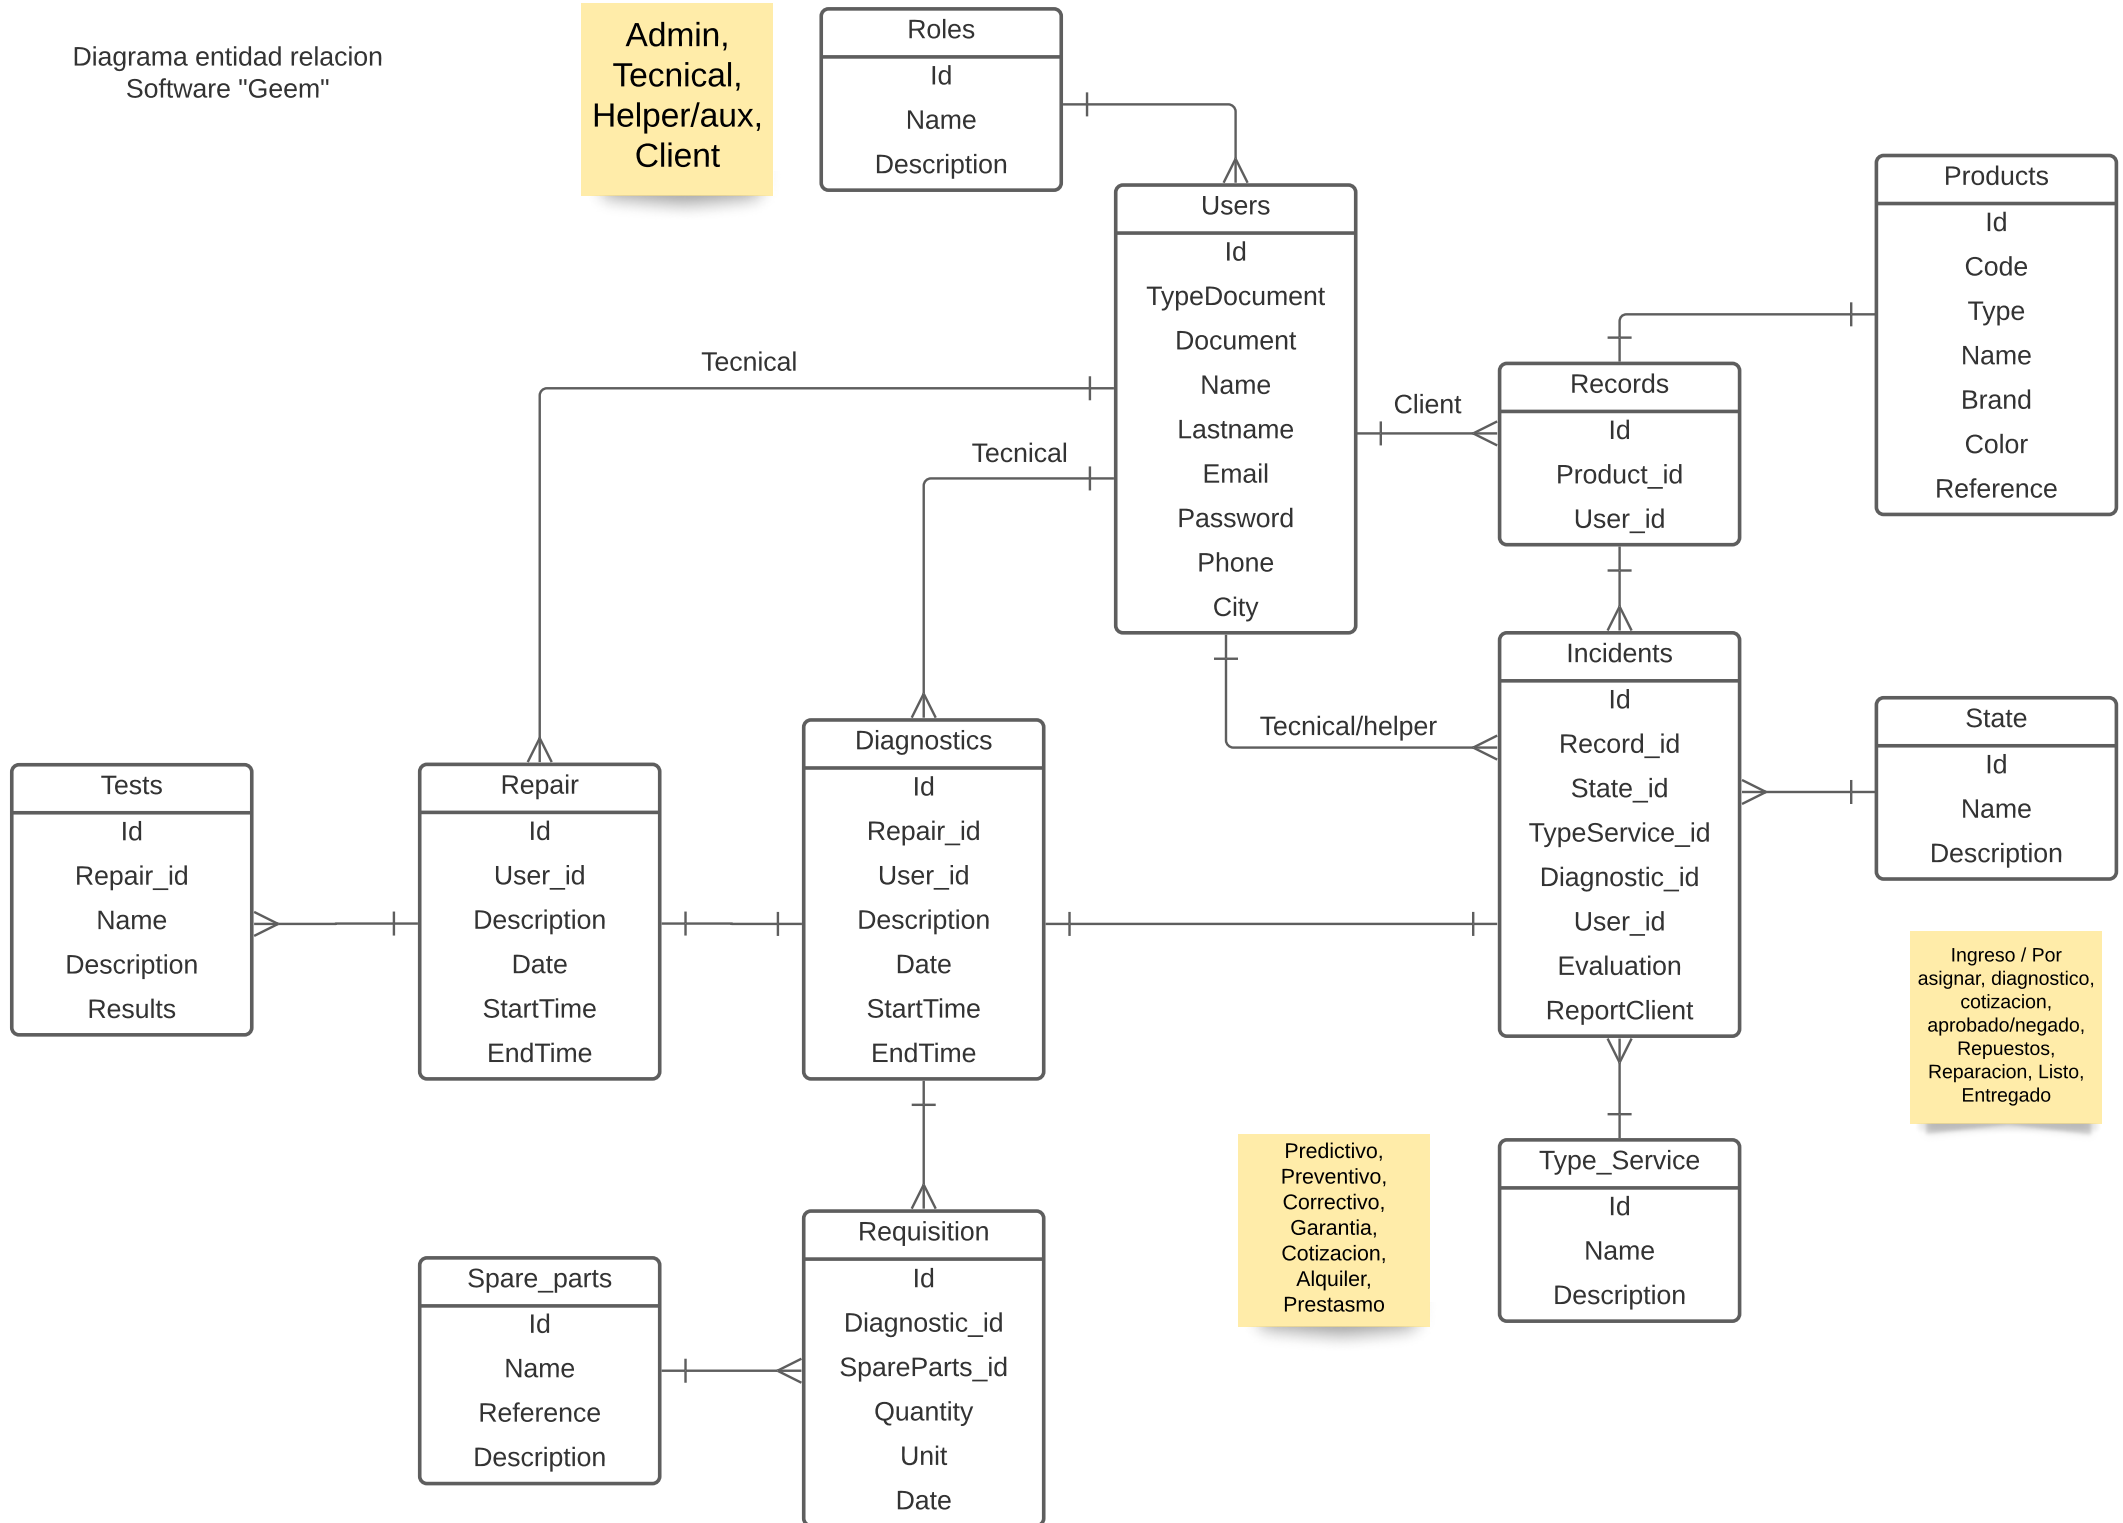 Diagrama entidad relacion
Software "Geem"
Admin,
Tecnical,
Helper/aux,
Client
Roles
Id
Name
Description
Users
Id
TypeDocument
Document
Name
Lastname
Email
Password
Phone
City
Products
Id
Code
Type
Name
Brand
Color
Reference
Tecnical
Tecnical
Client
Records
Id
Product_id
User_id
Tecnical/helper
Incidents
Id
Record_id
State_id
TypeService_id
Diagnostic_id
User_id
Evaluation
ReportClient
State
Id
Name
Description
Tests
Id
Repair_id
Name
Description
Results
Repair
Id
User_id
Description
Date
StartTime
EndTime
Diagnostics
Id
Repair_id
User_id
Description
Date
StartTime
EndTime
Ingreso / Por
asignar, diagnostico,
cotizacion,
aprobado/negado,
Repuestos,
Reparacion, Listo,
Entregado
Predictivo,
Preventivo,
Correctivo,
Garantia,
Cotizacion,
Alquiler,
Prestasmo
Type_Service
Id
Name
Description
Spare_parts
Id
Name
Reference
Description
Requisition
Id
Diagnostic_id
SpareParts_id
Quantity
Unit
Date